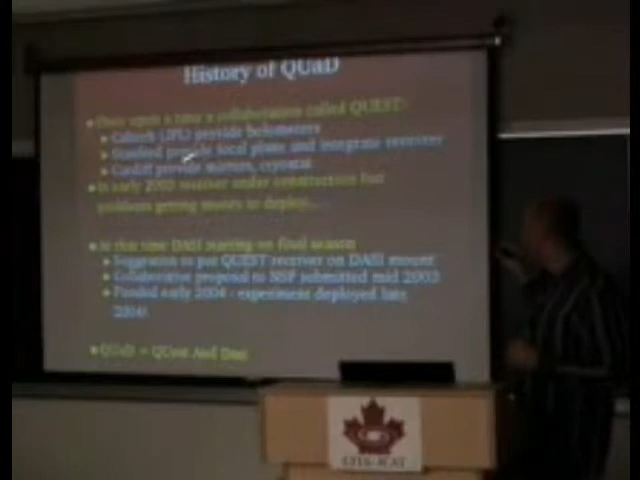 History of QUaD
Once upon a time a collaboration called QUEST:
Caltech (JPL) provide bolometers
Stanford provide focal plane and integrate receiver
Cardiff provide mirrors, cryostat
In early 2003 receiver under construction but
problems getting money to deploy...
At this time DASI starting on final season
Suggestion to put QUEST receiver on DASI mount
Collaborative proposal to NSF submitted mid 2003
Funded early 2004 - experiment deployed late
2004!
QUaD = QUest And Dasi
CITA-ICAT